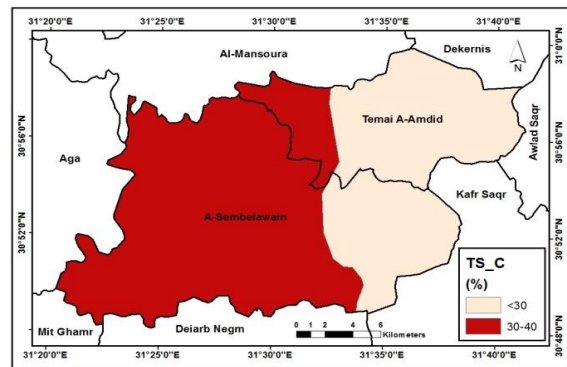 31°20'0"E 31°25'0"E 31°30'0"E 31°35'0"E 31°40'0"E
Al-Mansoura
Dekernis
N
31°0'0"N
30°56'0"N
Temai A-Amdid
Awlad Saqr
30°56'0"N
Aga
Kafr Saqr
A-Sembelawain
30°52'0"N
30°52'0"N
TS_C
(%)
<30
30-40
Mit Ghamr
Deiarb Negm
0 1 2 4 6
Kilometers
30°48'0"N
31°20'0"E 31°25'0"E 31°30'0"E 31°35'0"E 31°40'0"E